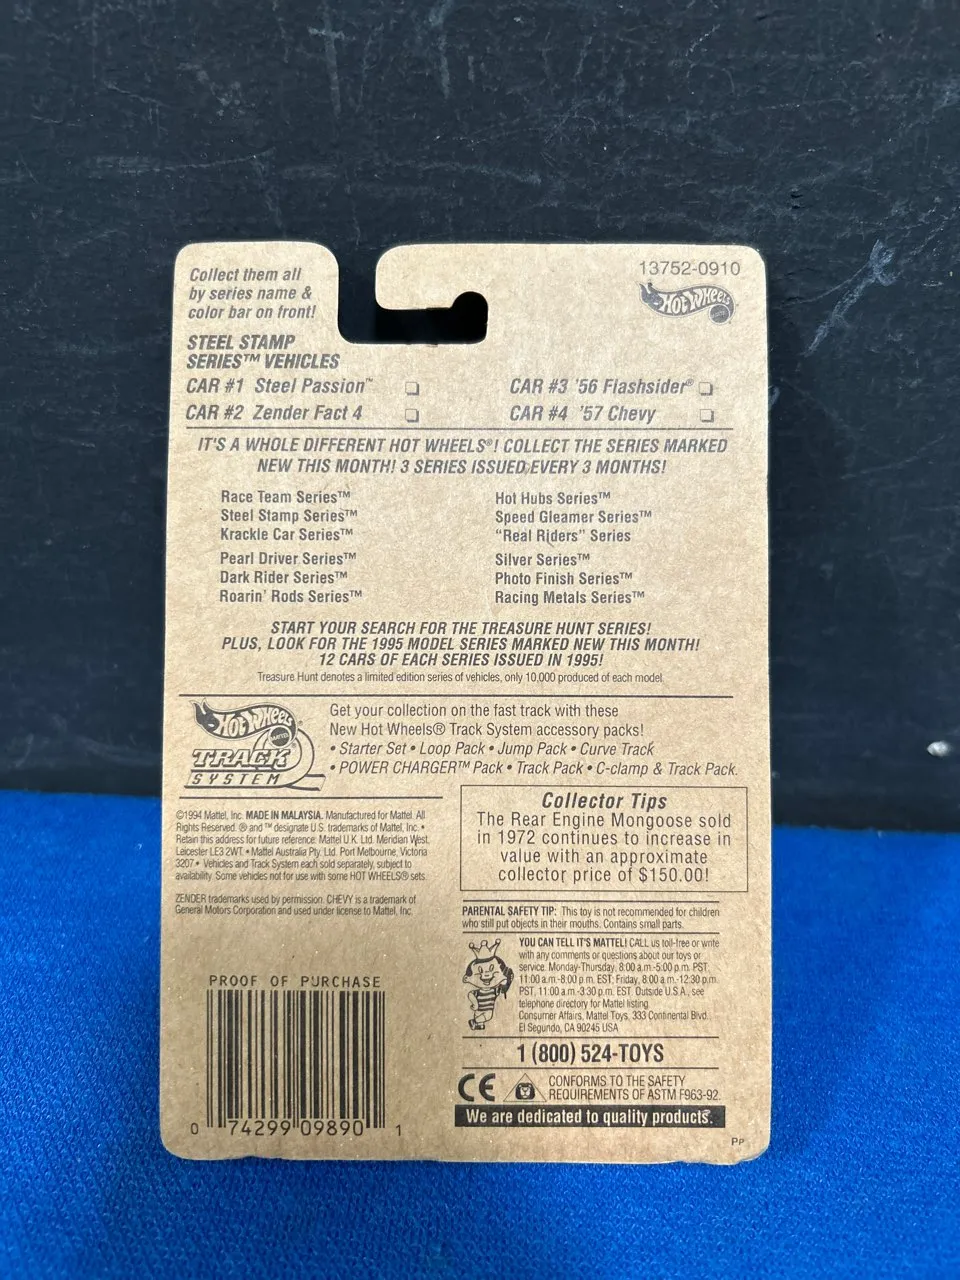 Collect them all
by series name &
color bar on front!
13752-0910
HOT WHEELS
MATTEL
STEEL STAMP
SERIES™ VEHICLES
CAR #1 Steel Passion™
CAR #3 '56 Flashsider®
CAR #2 Zender Fact 4
CAR #4 '57 Chevy
IT'S A WHOLE DIFFERENT HOT WHEELS®! COLLECT THE SERIES MARKED
NEW THIS MONTH! 3 SERIES ISSUED EVERY 3 MONTHS!
Race Team Series™
Steel Stamp Series™
Krackle Car Series™
Pearl Driver Series™
Dark Rider Series™
Roarin' Rods Series™
Hot Hubs Series™
Speed Gleamer Series™
"Real Riders" Series
Silver Series™
Photo Finish Series™
Racing Metals Series™
START YOUR SEARCH FOR THE TREASURE HUNT SERIES!
PLUS, LOOK FOR THE 1995 MODEL SERIES MARKED NEW THIS MONTH!
12 CARS OF EACH SERIES ISSUED IN 1995!
Treasure Hunt denotes a limited edition series of vehicles, only 10,000 produced of each model.
HOT WHEELS
MATTEL
TRACK
SYSTEM
Get your collection on the fast track with these
New Hot Wheels® Track System accessory packs!
• Starter Set • Loop Pack • Jump Pack • Curve Track
• POWER CHARGER™ Pack • Track Pack • C-clamp & Track Pack.
©1994 Mattel, Inc. MADE IN MALAYSIA. Manufactured for Mattel. All
Rights Reserved. ® and ™ designate U.S. trademarks of Mattel, Inc. •
Retain this address for future reference: Mattel U.K. Ltd. Meridian West,
Leicester LE3 2WT. • Mattel Australia Pty. Ltd. Port Melbourne, Victoria
3207 • Vehicles and Track System each sold separately, subject to
availability. Some vehicles not for use with some HOT WHEELS® sets.
ZENDER trademarks used by permission. CHEVY is a trademark of
General Motors Corporation and used under license to Mattel, Inc.
Collector Tips
The Rear Engine Mongoose sold
in 1972 continues to increase in
value with an approximate
collector price of $150.00!
PARENTAL SAFETY TIP: This toy is not recommended for children
who still put objects in their mouths. Contains small parts.
YOU CAN TELL IT'S MATTEL! CALL us toll-free or write
with any comments or questions about our toys or
service. Monday-Thursday, 8:00 a.m.-5:00 p.m. PST,
11:00 a.m.-8:00 p.m. EST; Friday, 8:00 a.m.-12:30 p.m.
PST, 11:00 a.m.-3:30 p.m. EST. Outside U.S.A., see
telephone directory for Mattel listing.
Consumer Affairs, Mattel Toys, 333 Continental Blvd.
El Segundo, CA 90245 USA
1 (800) 524-TOYS
CE
CONFORMS TO THE SAFETY
REQUIREMENTS OF ASTM F963-92.
We are dedicated to quality products.
PP
PROOF OF PURCHASE
0 74299 09890 1